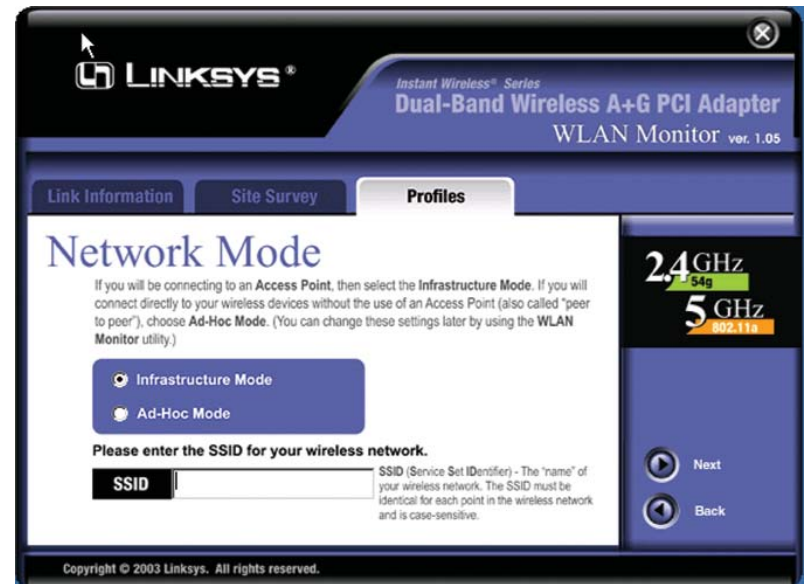 LINKSYS®
Instant Wireless® Series
Dual-Band Wireless A+G PCI Adapter
WLAN Monitor ver. 1.05
Link Information
Site Survey
Profiles
Network Mode
If you will be connecting to an Access Point, then select the Infrastructure Mode. If you will
connect directly to your wireless devices without the use of an Access Point (also called "peer
to peer"), choose Ad-Hoc Mode. (You can change these settings later by using the WLAN
Monitor utility.)
Infrastructure Mode
Ad-Hoc Mode
Please enter the SSID for your wireless network.
SSID
SSID (Service Set IDentifier) - The "name" of
your wireless network. The SSID must be
identical for each point in the wireless network
and is case-sensitive.
2.4 GHz
54g
5 GHz
802.11a
Next
Back
Copyright © 2003 Linksys. All rights reserved.